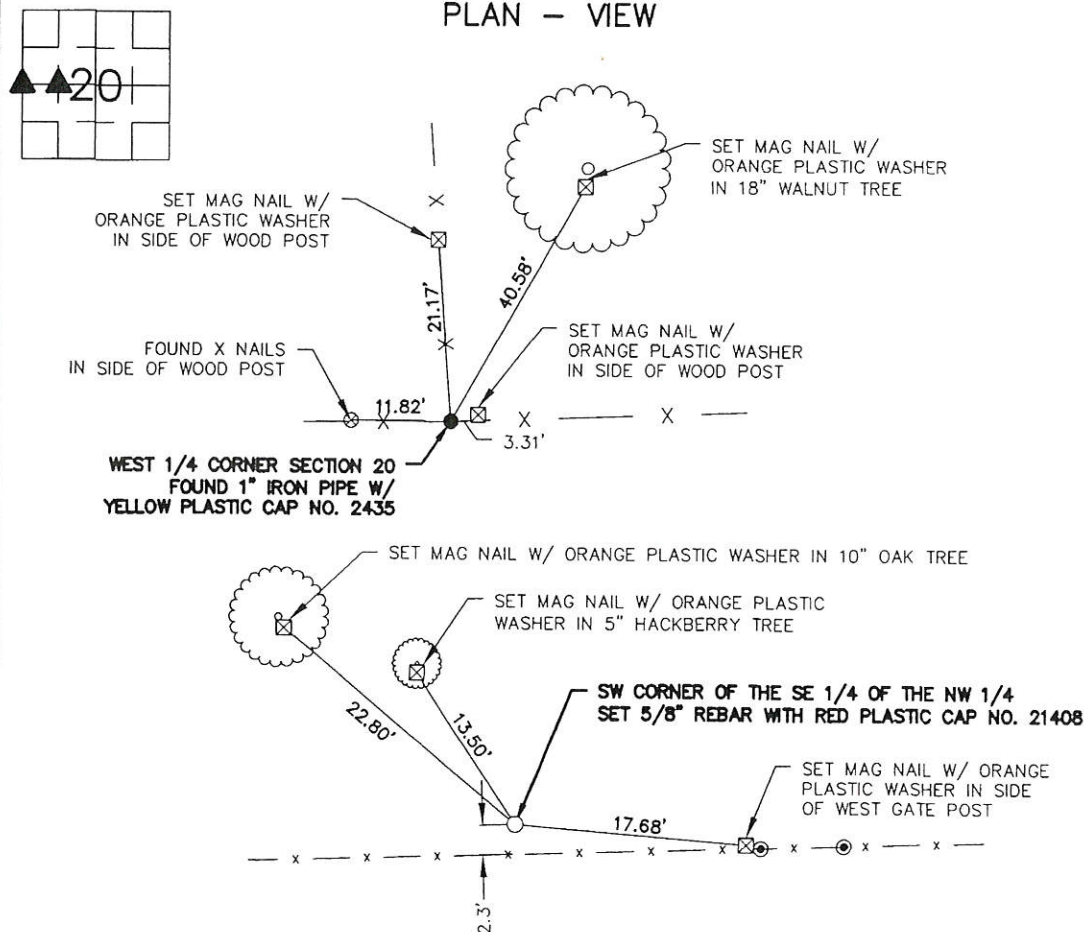 PLAN - VIEW
20
SET MAG NAIL W/
ORANGE PLASTIC WASHER
IN 18" WALNUT TREE
SET MAG NAIL W/
ORANGE PLASTIC WASHER
IN SIDE OF WOOD POST
21.17'
40.58'
FOUND X NAILS
IN SIDE OF WOOD POST
SET MAG NAIL W/
ORANGE PLASTIC WASHER
IN SIDE OF WOOD POST
11.82'
3.31'
WEST 1/4 CORNER SECTION 20
FOUND 1" IRON PIPE W/
YELLOW PLASTIC CAP NO. 2435
SET MAG NAIL W/ ORANGE PLASTIC WASHER IN 10" OAK TREE
SET MAG NAIL W/ ORANGE PLASTIC
WASHER IN 5" HACKBERRY TREE
22.80'
13.50'
SW CORNER OF THE SE 1/4 OF THE NW 1/4
SET 5/8" REBAR WITH RED PLASTIC CAP NO. 21408
SET MAG NAIL W/ ORANGE
PLASTIC WASHER IN SIDE
OF WEST GATE POST
17.68'
2.3'